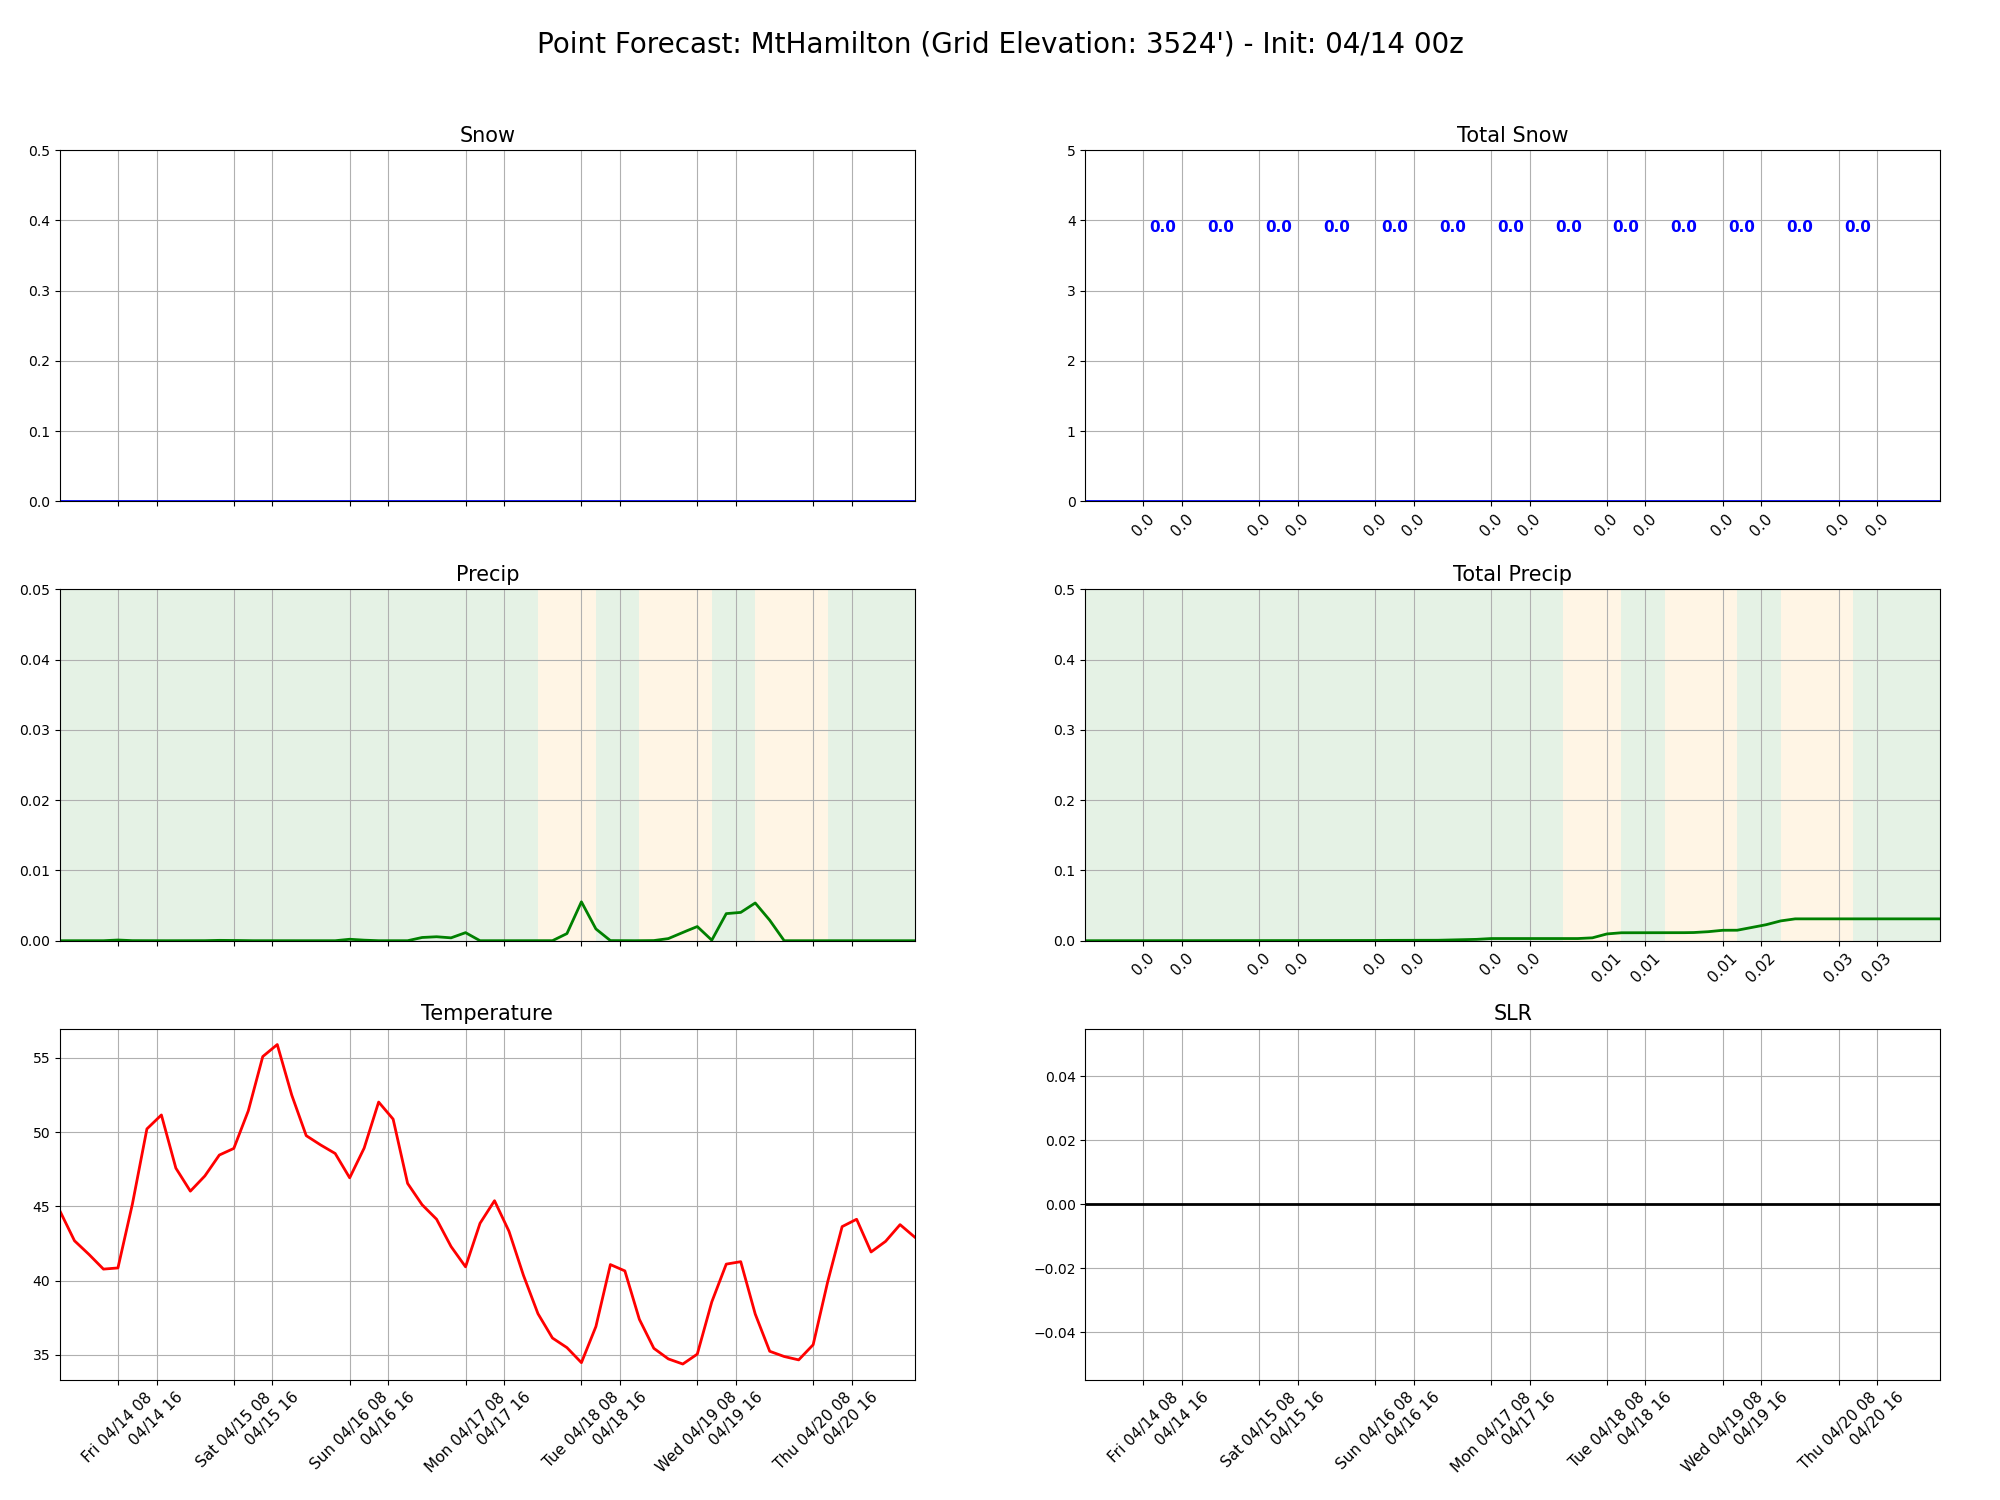 Point Forecast: MtHamilton (Grid Elevation: 3524') - Init: 04/14 00z
Snow
0.5
0.4
0.3
0.2
0.1
0.0
Total Snow
5
4
3
2
1
0
0.0 0.0 0.0 0.0 0.0 0.0 0.0 0.0 0.0 0.0 0.0 0.0 0.0
0.0 0.0 0.0 0.0 0.0 0.0 0.0 0.0 0.0 0.0 0.0 0.0 0.0 0.0
Precip
0.05
0.04
0.03
0.02
0.01
0.00
Total Precip
0.5
0.4
0.3
0.2
0.1
0.0
0.0 0.0 0.0 0.0 0.0 0.0 0.0 0.0 0.01 0.01 0.01 0.02 0.03 0.03
Temperature
55
50
45
40
35
Fri 04/14 08
04/14 16
Sat 04/15 08
04/15 16
Sun 04/16 08
04/16 16
Mon 04/17 08
04/17 16
Tue 04/18 08
04/18 16
Wed 04/19 08
04/19 16
Thu 04/20 08
04/20 16
SLR
0.04
0.02
0.00
−0.02
−0.04
Fri 04/14 08
04/14 16
Sat 04/15 08
04/15 16
Sun 04/16 08
04/16 16
Mon 04/17 08
04/17 16
Tue 04/18 08
04/18 16
Wed 04/19 08
04/19 16
Thu 04/20 08
04/20 16